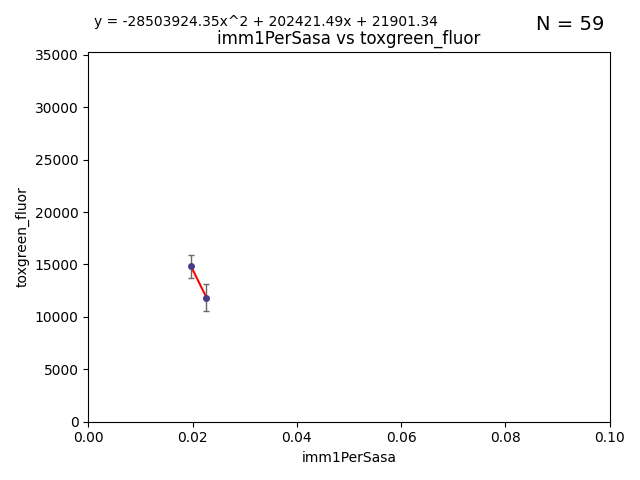 y = -28503924.35x^2 + 202421.49x + 21901.34
N = 59
imm1PerSasa vs toxgreen_fluor
35000
30000
25000
20000
15000
10000
5000
0
toxgreen_fluor
0.00 0.02 0.04 0.06 0.08 0.10
imm1PerSasa